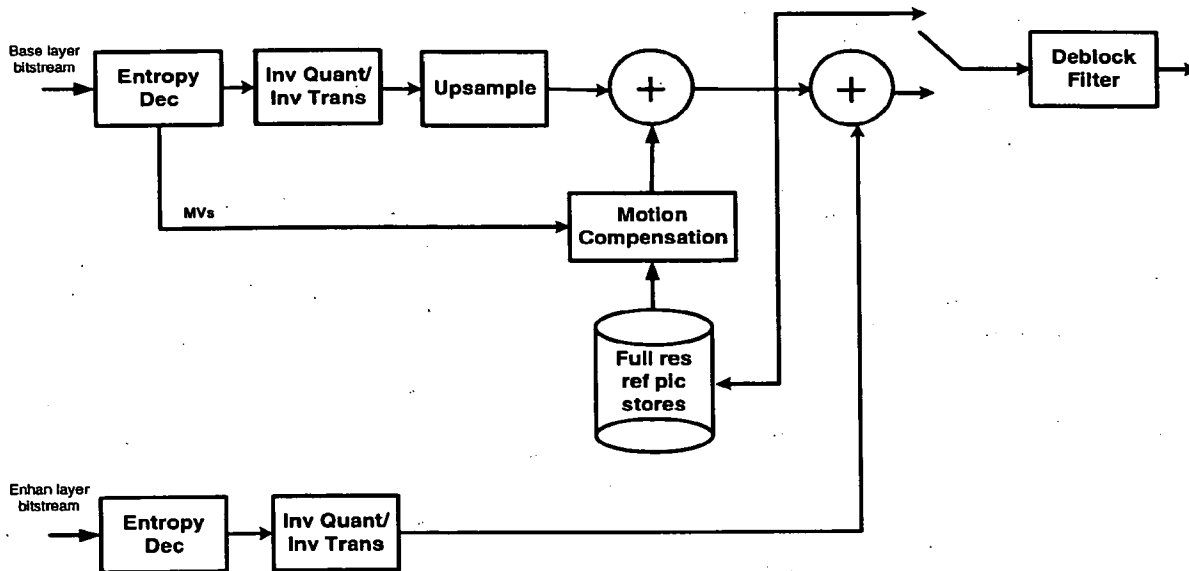 Base layer
bitstream
Entropy
Dec
Inv Quant/
Inv Trans
Upsample
+
+
Deblock
Filter
MVs
Motion
Compensation
Full res
ref pic
stores
Enhan layer
bitstream
Entropy
Dec
Inv Quant/
Inv Trans